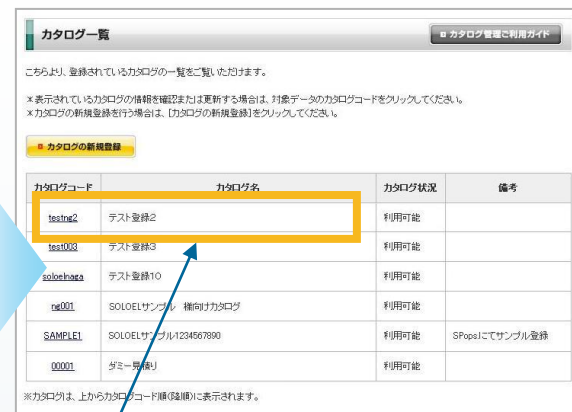 カタログ一覧
カタログ管理ご利用ガイド
こちらより、登録されているカタログの一覧をご覧いただけます。
※表示されているカタログの情報を確認または更新する場合は、対象データのカタログコードをクリックしてください。
※カタログの新規登録を行う場合は、[カタログの新規登録]をクリックしてください。
カタログの新規登録
カタログコード カタログ名 カタログ状況 備考
testng2 テスト登録2 利用可能
test003 テスト登録3 利用可能
soloelnaga テスト登録10 利用可能
ng001 SOLOELサンプル 様向けカタログ 利用可能
SAMPLE1 SOLOELサンプル1234567890 利用可能 SPopsにてサンプル登録
00001 ダミー見積り 利用可能
※カタログは、上からカタログコード順(降順)に表示されます。